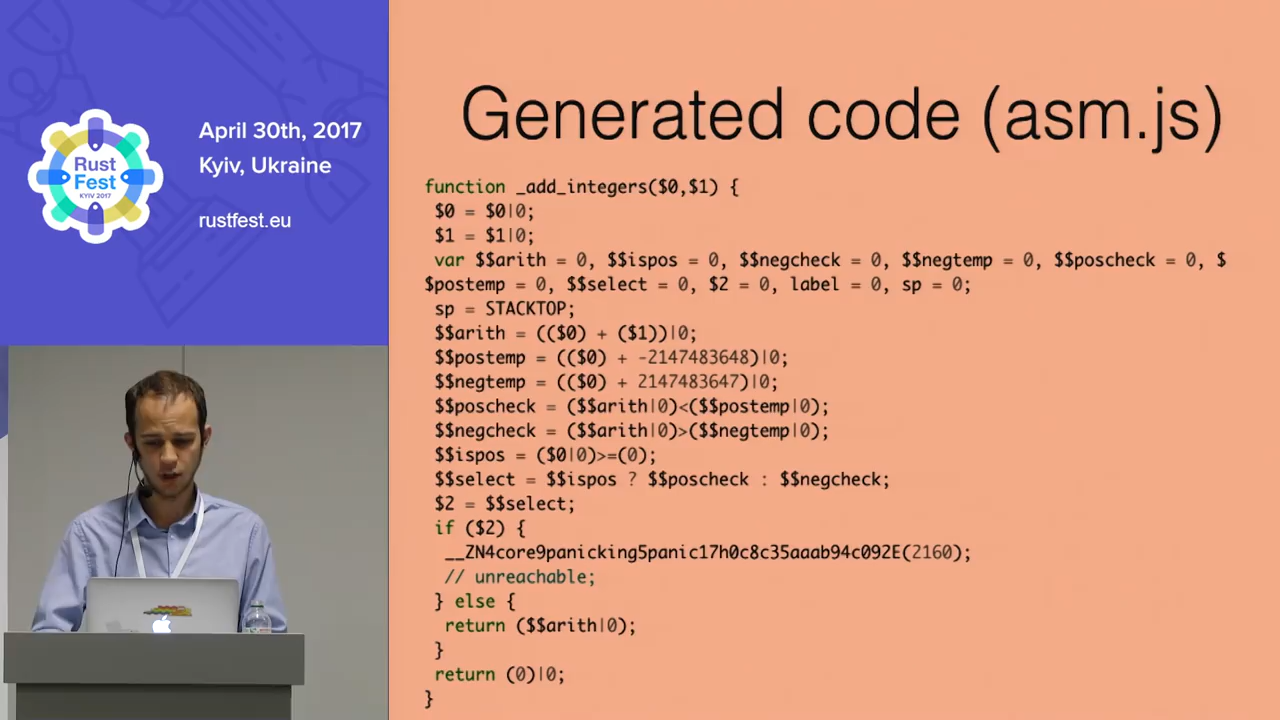 April 30th, 2017
Kyiv, Ukraine
rustfest.eu
Rust
Fest
KYIV 2017
Generated code (asm.js)
function _add_integers($0,$1) {
$0 = $0|0;
$1 = $1|0;
var $$arith = 0, $$ispos = 0, $$negcheck = 0, $$negtemp = 0, $$poscheck = 0, $
$postemp = 0, $$select = 0, $2 = 0, label = 0, sp = 0;
sp = STACKTOP;
$$arith = (($0) + ($1))|0;
$$postemp = (($0) + -2147483648)|0;
$$negtemp = (($0) + 2147483647)|0;
$$poscheck = ($$arith|0)<($$postemp|0);
$$negcheck = ($$arith|0)>($$negtemp|0);
$$ispos = ($0|0)>=(0);
$$select = $$ispos ? $$poscheck : $$negcheck;
$2 = $$select;
if ($2) {
__ZN4core9panicking5panic17h0c8c35aaab94c092E(2160);
// unreachable;
} else {
return ($$arith|0);
}
return (0)|0;
}